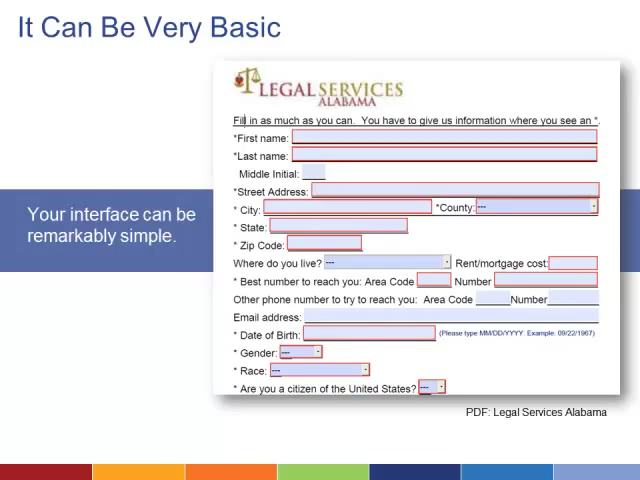 It Can Be Very Basic
LEGAL SERVICES
ALABAMA
Fill in as much as you can. You have to give us information where you see an *.
*First name:
*Last name:
Middle Initial:
*Street Address:
* City: *County: ---
* State:
* Zip Code:
Where do you live? --- Rent/mortgage cost:
* Best number to reach you: Area Code Number
Other phone number to try to reach you: Area Code Number
Email address:
* Date of Birth: (Please type MM/DD/YYYY. Example: 09/22/1967)
* Gender: ---
* Race: ---
* Are you a citizen of the United States? ---
Your interface can be
remarkably simple.
PDF: Legal Services Alabama